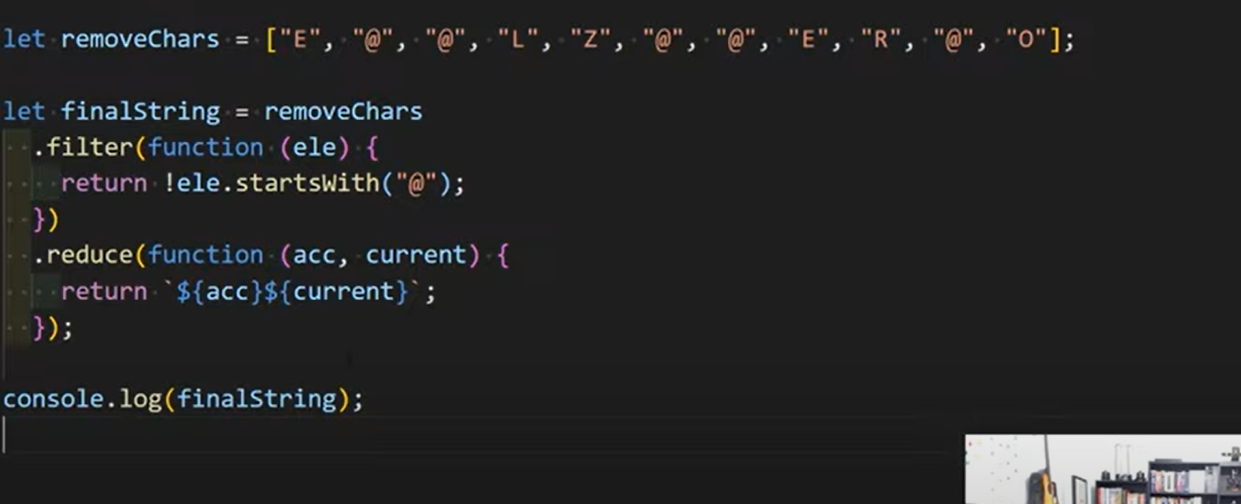 let removeChars = ["E", "@", "@", "L", "Z", "@", "@", "E", "R", "@", "O"];
let finalString = removeChars
.filter(function (ele) {
return !ele.startsWith("@");
})
.reduce(function (acc, current) {
return `${acc}${current}`;
});
console.log(finalString);